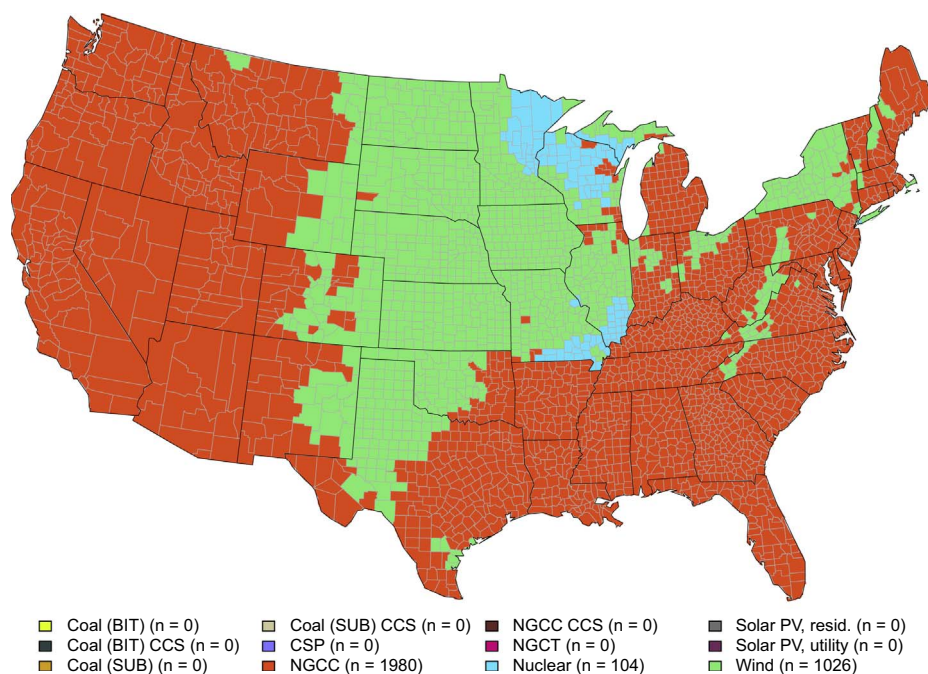 Coal (BIT) (n = 0) Coal (SUB) CCS (n = 0) NGCC CCS (n = 0) Solar PV, resid. (n = 0)
Coal (BIT) CCS (n = 0) CSP (n = 0) NGCT (n = 0) Solar PV, utility (n = 0)
Coal (SUB) (n = 0) NGCC (n = 1980) Nuclear (n = 104) Wind (n = 1026)